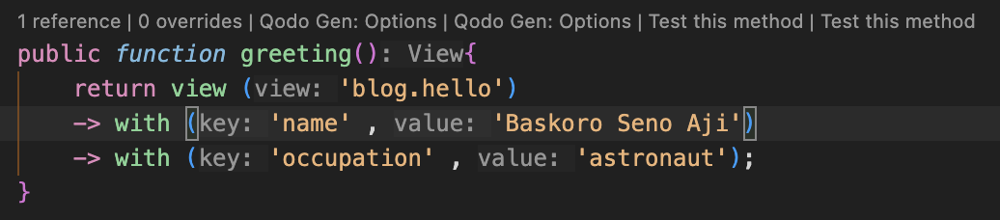 1 reference | 0 overrides | Qodo Gen: Options | Qodo Gen: Options | Test this method | Test this method
public function greeting(): View{
    return view (view: 'blog.hello')
    -> with (key: 'name' , value: 'Baskoro Seno Aji')
    -> with (key: 'occupation' , value: 'astronaut');
}